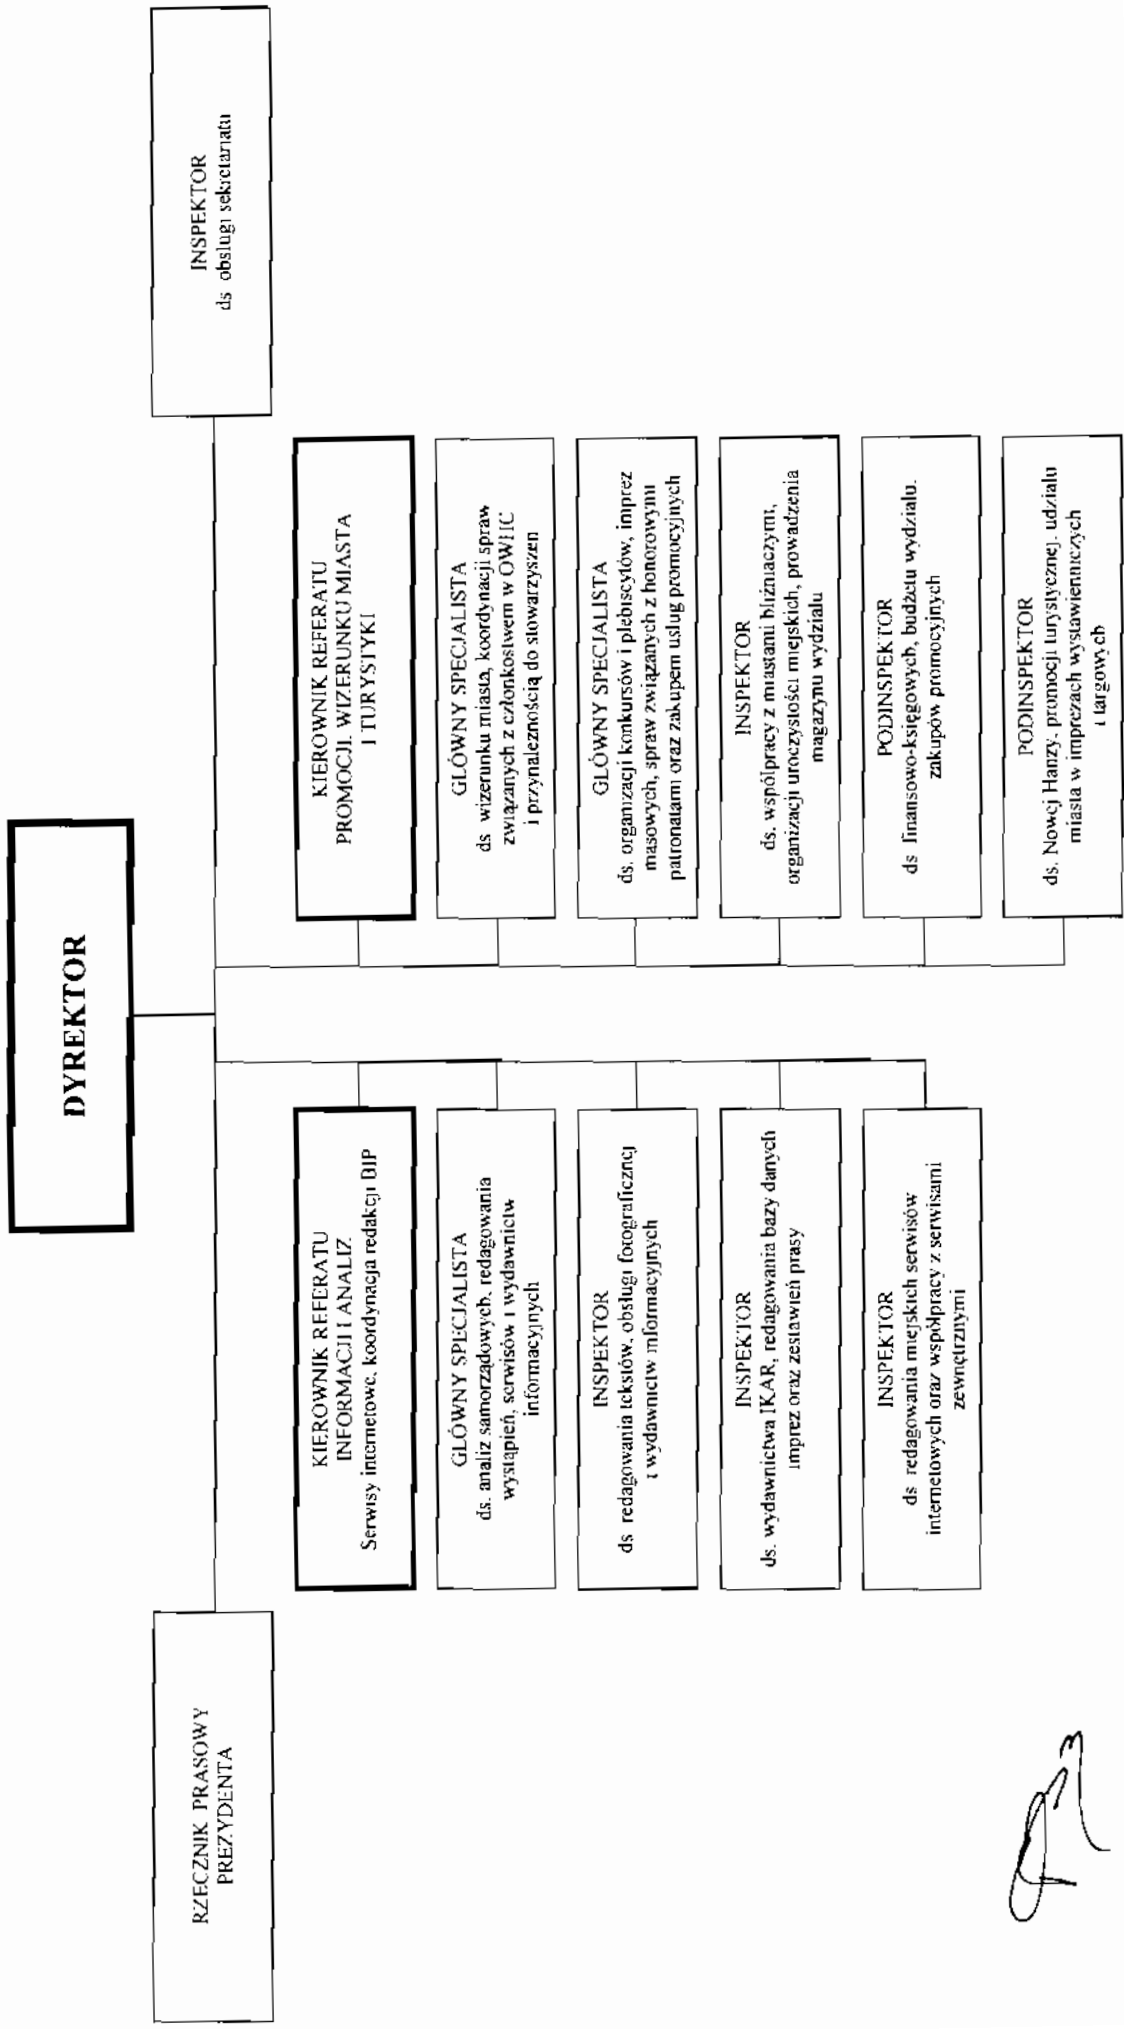 DYREKTOR
RZECZNIK PRASOWY
PREZYDENTA
INSPEKTOR
ds obsługi sekretariatu
KIEROWNIK REFERATU
INFORMACJI I ANALIZ
Serwisy internetowe, koordynacja redakcji BIP
GŁÓWNY SPECJALISTA
ds. analiz samorządowych, redagowania
wystąpień, serwisów i wydawnictw
informacyjnych
INSPEKTOR
ds redagowania tekstów, obsługi fotograficznej
i wydawnictw informacyjnych
INSPEKTOR
ds. wydawnictwa IKAR, redagowania bazy danych
imprez oraz zestawień prasy
INSPEKTOR
ds redagowania miejskich serwisów
internetowych oraz współpracy z serwisami
zewnętrznymi
KIEROWNIK REFERATU
PROMOCJI, WIZERUNKU MIASTA
I TURYSTYKI
GŁÓWNY SPECJALISTA
ds wizerunku miasta, koordynacji spraw
związanych z członkostwem w OWHC
i przynależnością do stowarzyszeń
GŁÓWNY SPECJALISTA
ds. organizacji konkursów i plebiscytów, imprez
masowych, spraw związanych z honorowymi
patronatami oraz zakupem usług promocyjnych
INSPEKTOR
ds. współpracy z miastami bliźniaczymi,
organizacji uroczystości miejskich, prowadzenia
magazynu wydziału
PODINSPEKTOR
ds finansowo-księgowych, budżetu wydziału,
zakupów promocyjnych
PODINSPEKTOR
ds. Nowej Hanzy, promocji turystycznej, udziału
miasta w imprezach wystawienniczych
i targowych